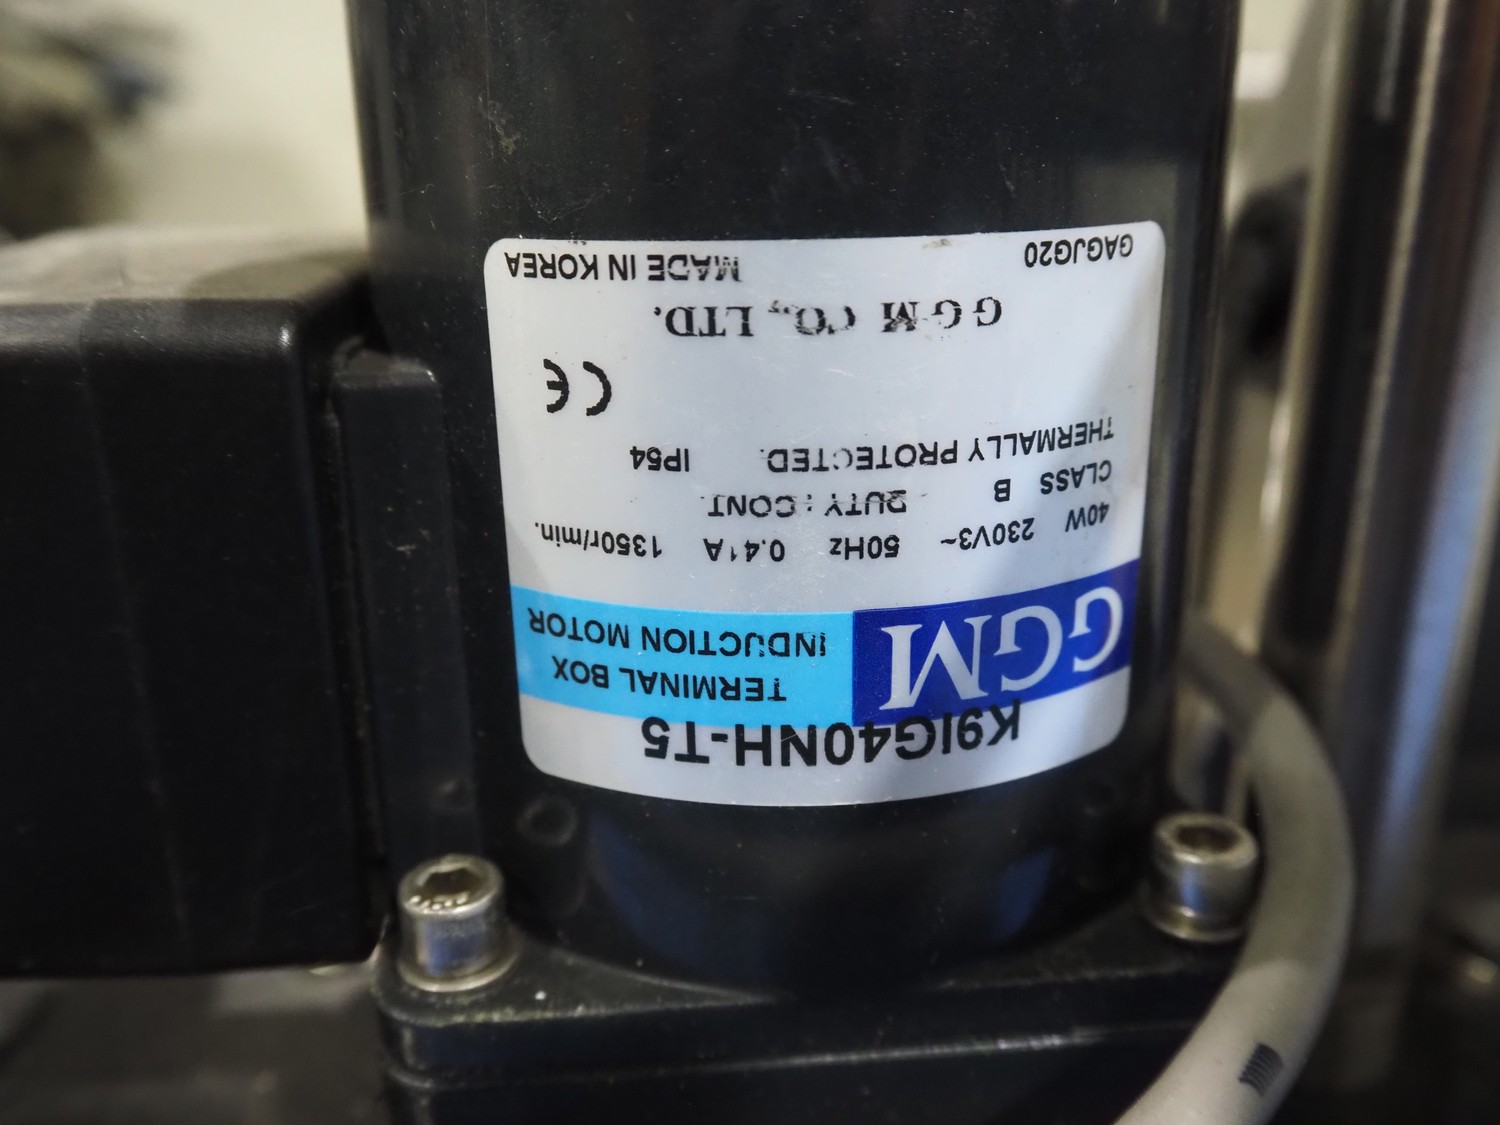 K9IG40NH-T5
GGM
TERMINAL BOX
INDUCTION MOTOR
40W 230V3~ 50Hz 0.41A 1350r/min.
CLASS B DUTY : CONT.
THERMALLY PROTECTED. IP54
CE
G G M CO., LTD.
GAGJG20 MADE IN KOREA